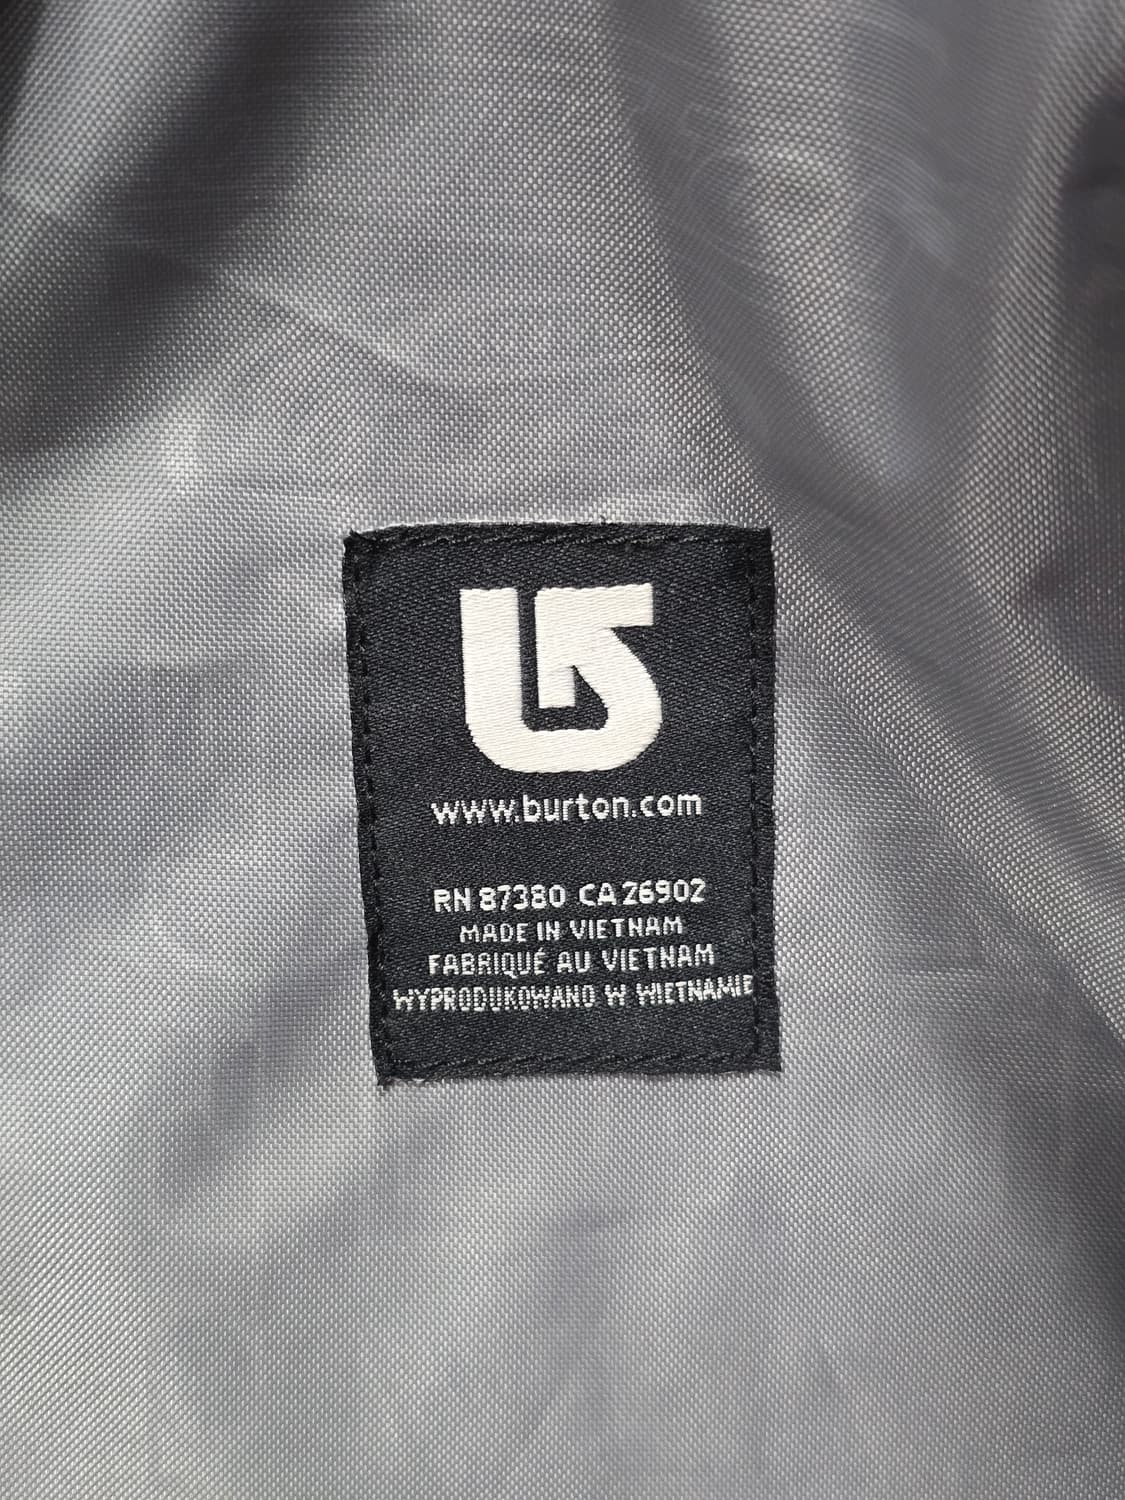 www.burton.com
RN 87380 CA 26902
MADE IN VIETNAM
FABRIQUÉ AU VIETNAM
WYPRODUKOWANO W WIETNAMIE